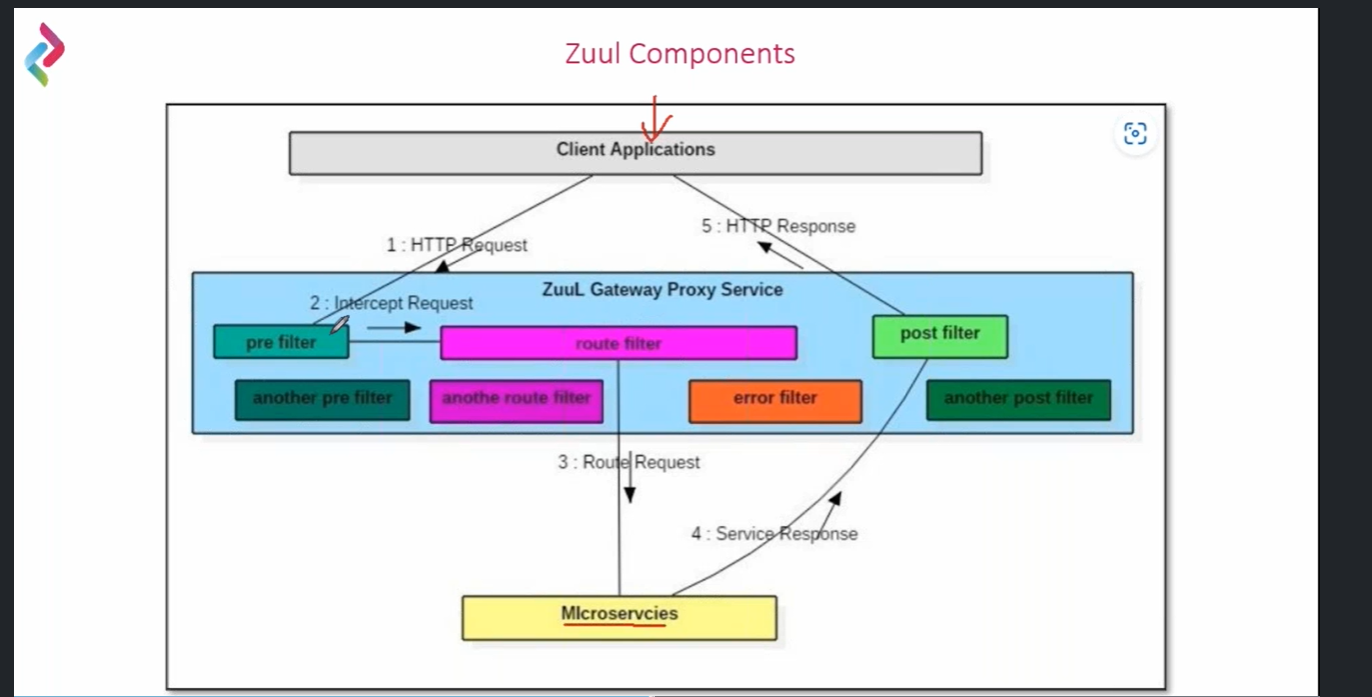 Zuul Components
Client Applications
1 : HTTP Request
5 : HTTP Response
ZuuL Gateway Proxy Service
2 : Intercept Request
pre filter
route filter
post filter
another pre filter
anothe route filter
error filter
another post filter
3 : Route Request
4 : Service Response
MIcroservcies